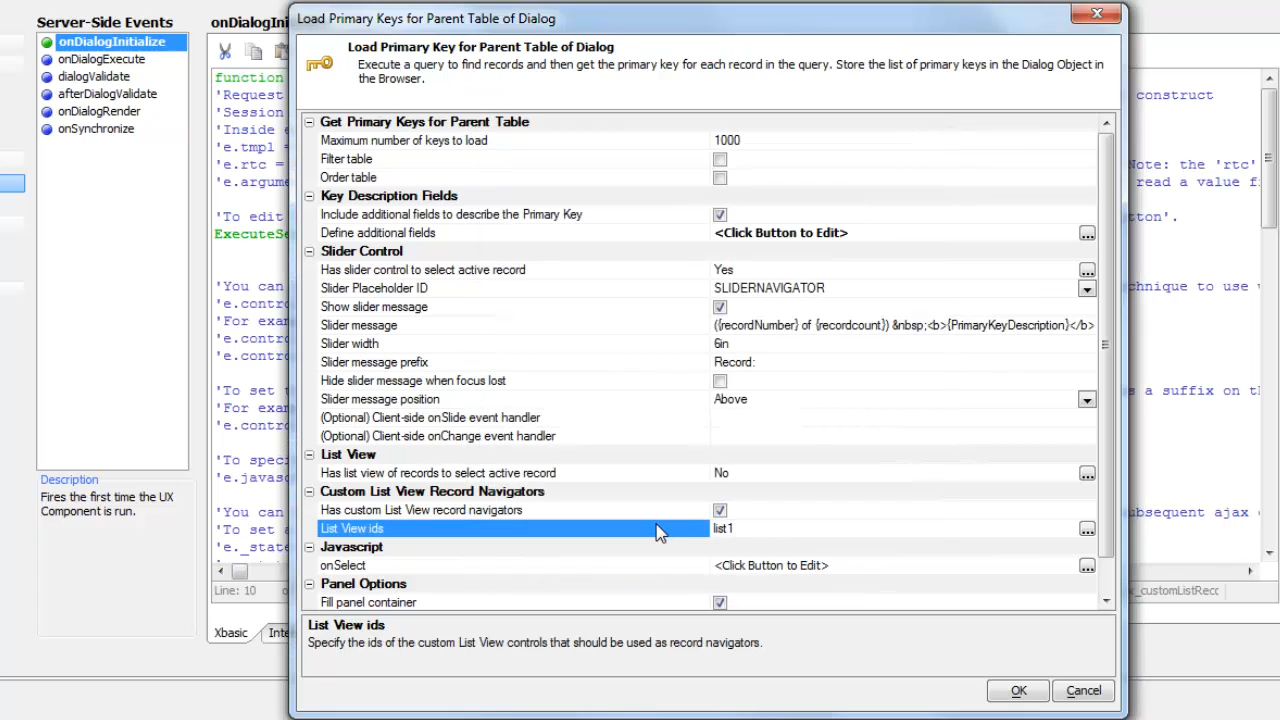 Server-Side Events
onDialogInitialize
onDialogExecute
dialogValidate
afterDialogValidate
onDialogRender
onSynchronize
Description
Fires the first time the UX
Component is run.
onDialogIni
function
'Request
'Session
'Inside e
'e.tmpl =
'e.rtc =
'e.argume
'To edit
ExecuteSe
'You can
'e.contro
'For exam
'e.contro
'e.contro
'To set t
'For exam
'e.contro
'To speci
'e.javasc
'You can
'To set a
'e._state
Line: 10
Xbasic
Inte
Load Primary Keys for Parent Table of Dialog
Load Primary Key for Parent Table of Dialog
Execute a query to find records and then get the primary key for each record in the query. Store the list of primary keys in the Dialog Object in
the Browser.
Get Primary Keys for Parent Table
Maximum number of keys to load 1000
Filter table
Order table
Key Description Fields
Include additional fields to describe the Primary Key
Define additional fields <Click Button to Edit> ...
Slider Control
Has slider control to select active record Yes ...
Slider Placeholder ID SLIDERNAVIGATOR
Show slider message
Slider message ({recordNumber} of {recordcount}) &nbsp;<b>{PrimaryKeyDescription}</b>
Slider width 6in
Slider message prefix Record:
Hide slider message when focus lost
Slider message position Above
(Optional) Client-side onSlide event handler
(Optional) Client-side onChange event handler
List View
Has list view of records to select active record No ...
Custom List View Record Navigators
Has custom List View record navigators
List View ids list1 ...
Javascript
onSelect <Click Button to Edit> ...
Panel Options
Fill panel container
List View ids
Specify the ids of the custom List View controls that should be used as record navigators.
OK Cancel
construct
Note: the 'rtc'
read a value f
ton'.
chnique to use
s a suffix on th
ubsequent ajax